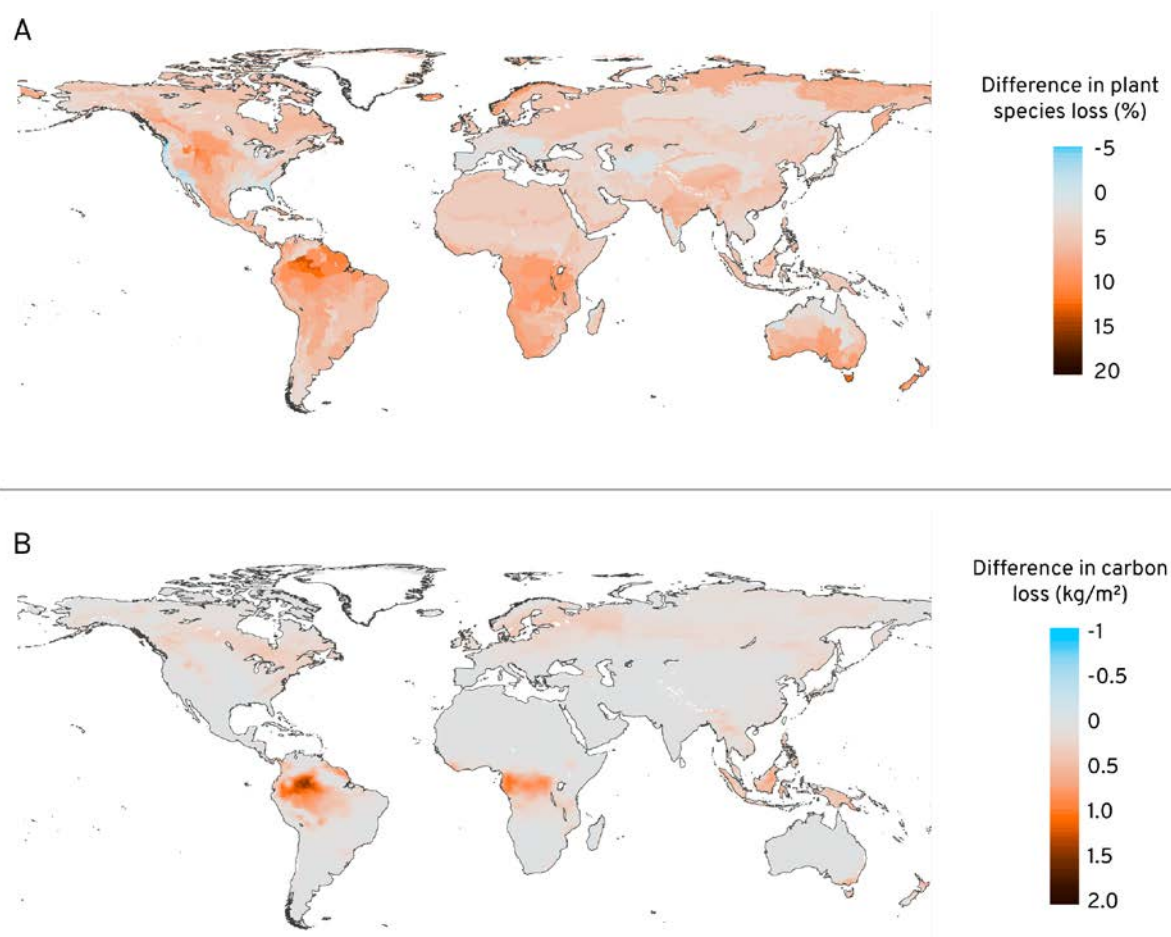 A
Difference in plant
species loss (%)
-5
0
5
10
15
20
B
Difference in carbon
loss (kg/m²)
-1
-0.5
0
0.5
1.0
1.5
2.0